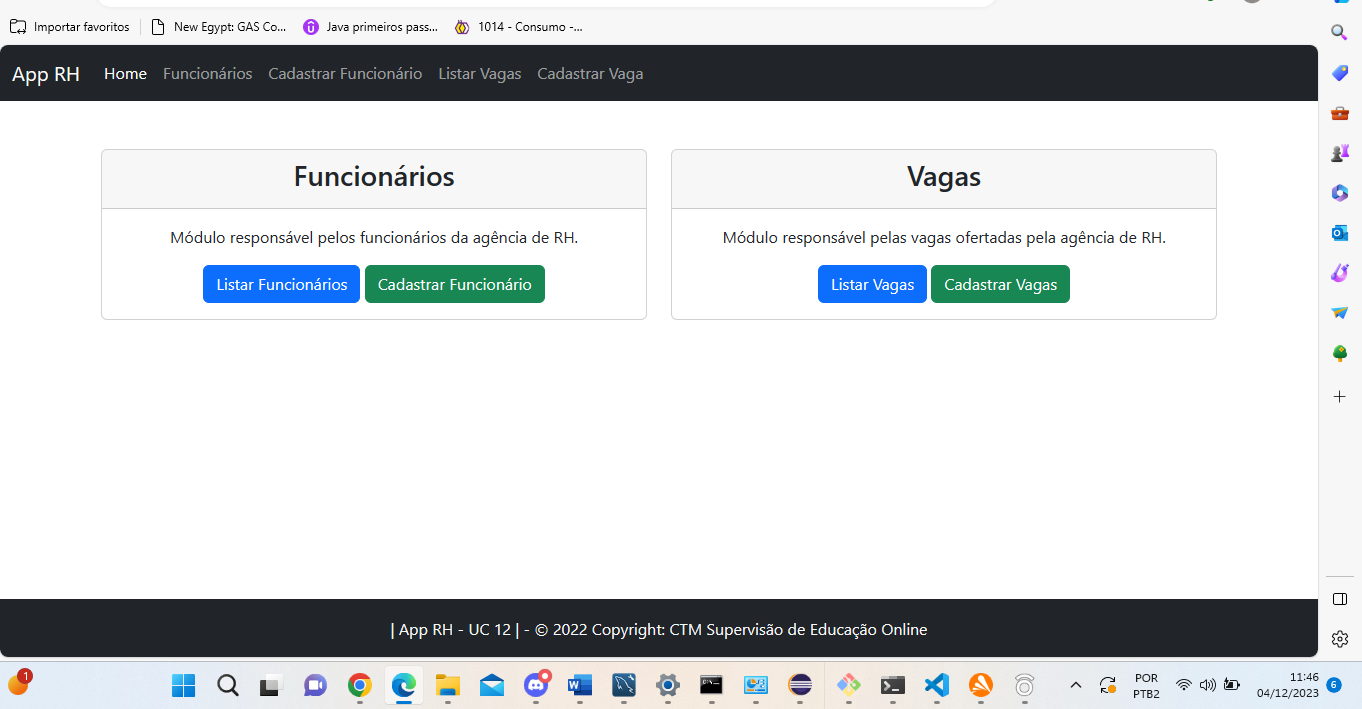 Importar favoritos New Egypt: GAS Co... Java primeiros pass... 1014 - Consumo -...
App RH Home Funcionários Cadastrar Funcionário Listar Vagas Cadastrar Vaga
Funcionários
Módulo responsável pelos funcionários da agência de RH.
Listar Funcionários Cadastrar Funcionário
Vagas
Módulo responsável pelas vagas ofertadas pela agência de RH.
Listar Vagas Cadastrar Vagas
| App RH - UC 12 | - © 2022 Copyright: CTM Supervisão de Educação Online
1
POR
PTB2
11:46
04/12/2023
6